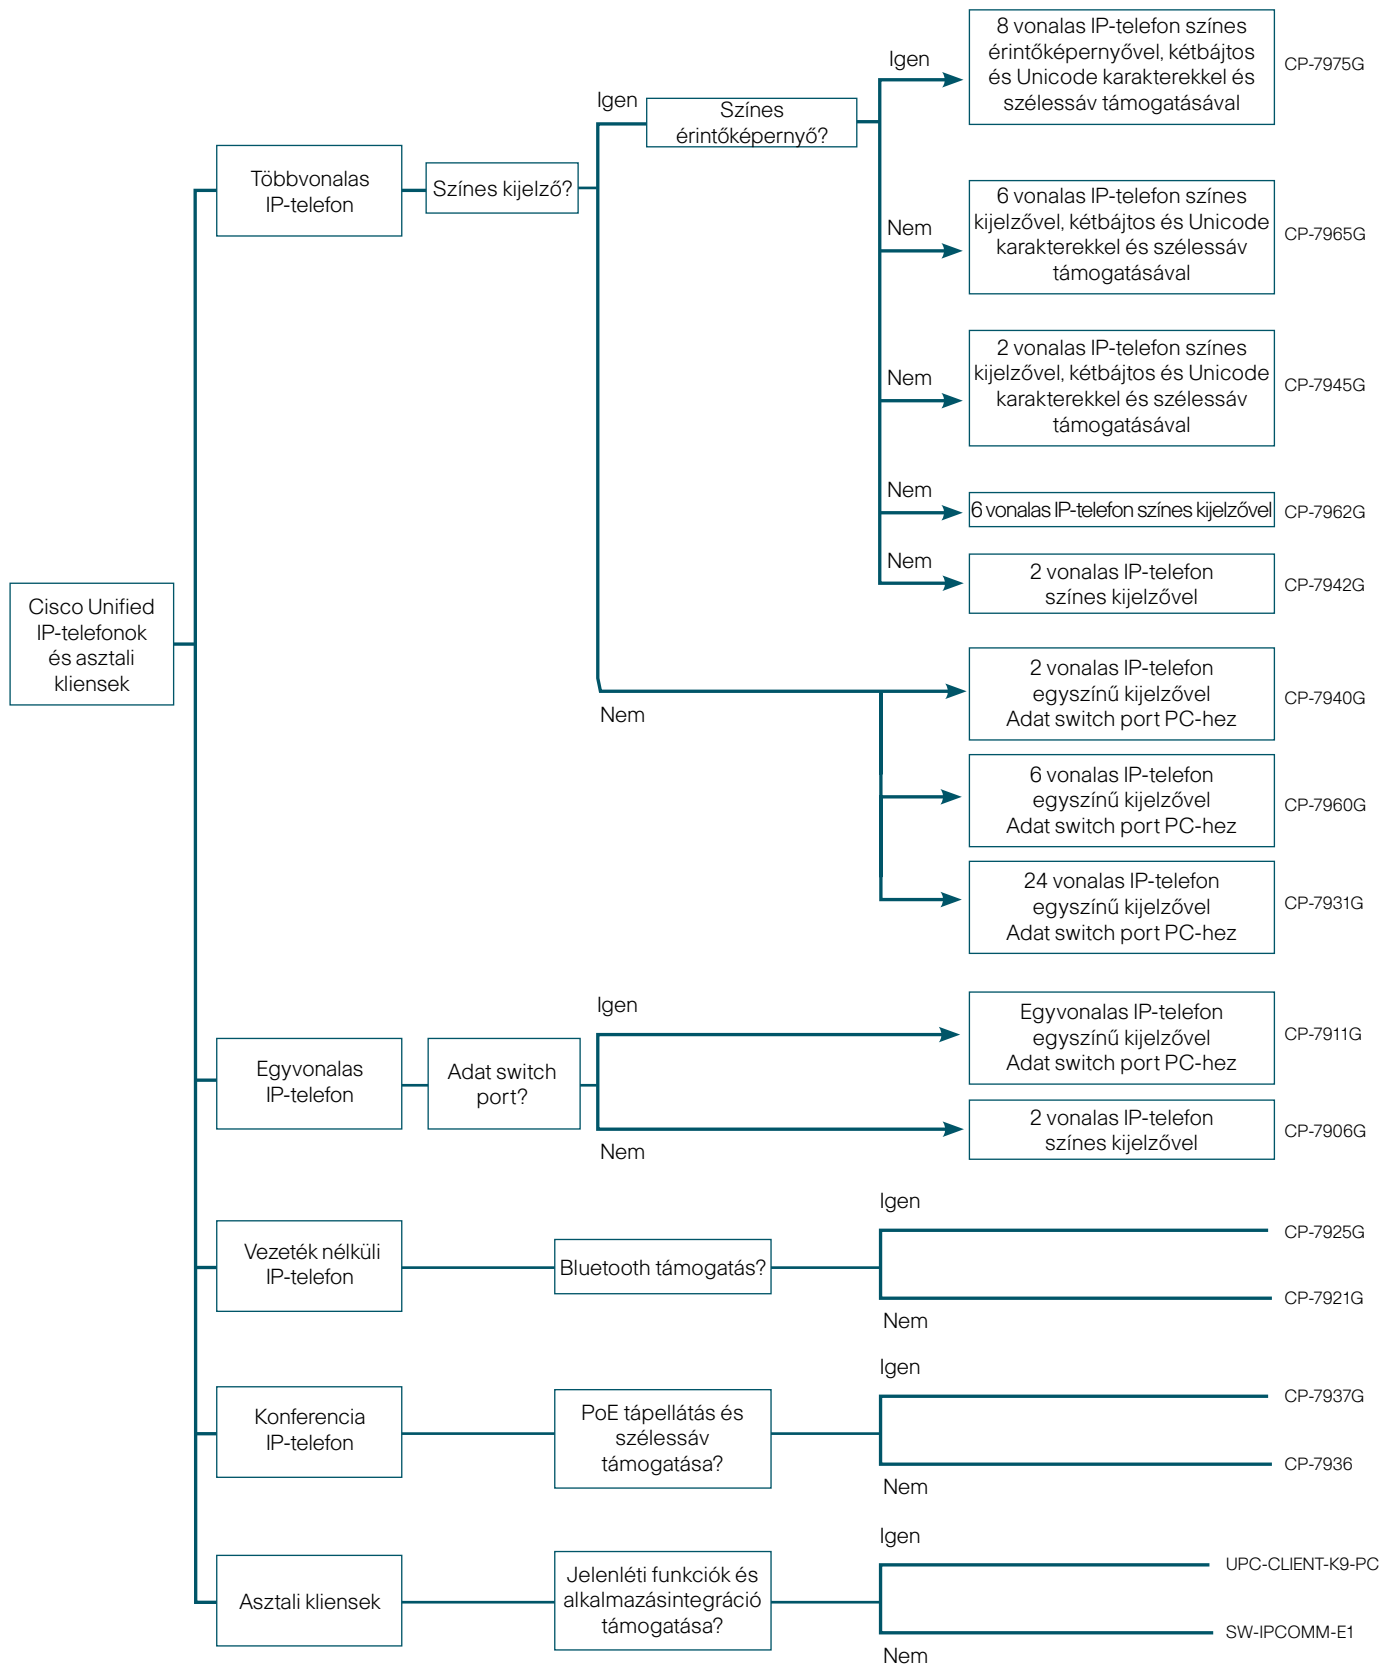 8 vonalas IP-telefon színes
érintőképernyővel, kétbájtos
és Unicode karakterekkel és
szélessáv támogatásával
CP-7975G
Igen
Igen
Színes
érintőképernyő?
Többvonalas
IP-telefon
Színes kijelző?
6 vonalas IP-telefon színes
kijelzővel, kétbájtos és Unicode
karakterekkel és szélessáv
támogatásával
CP-7965G
Nem
2 vonalas IP-telefon színes
kijelzővel, kétbájtos és Unicode
karakterekkel és szélessáv
támogatásával
CP-7945G
Nem
Nem
6 vonalas IP-telefon színes kijelzővel
CP-7962G
Nem
2 vonalas IP-telefon
színes kijelzővel
CP-7942G
Cisco Unified
IP-telefonok
és asztali
kliensek
2 vonalas IP-telefon
egyszínű kijelzővel
Adat switch port PC-hez
CP-7940G
Nem
6 vonalas IP-telefon
egyszínű kijelzővel
Adat switch port PC-hez
CP-7960G
24 vonalas IP-telefon
egyszínű kijelzővel
Adat switch port PC-hez
CP-7931G
Igen
Egyvonalas IP-telefon
egyszínű kijelzővel
Adat switch port PC-hez
CP-7911G
Egyvonalas
IP-telefon
Adat switch
port?
2 vonalas IP-telefon
színes kijelzővel
CP-7906G
Nem
Igen
CP-7925G
Vezeték nélküli
IP-telefon
Bluetooth támogatás?
CP-7921G
Nem
Igen
CP-7937G
Konferencia
IP-telefon
PoE tápellátás és
szélessáv
támogatása?
CP-7936
Nem
Igen
UPC-CLIENT-K9-PC
Asztali kliensek
Jelenléti funkciók és
alkalmazásintegráció
támogatása?
SW-IPCOMM-E1
Nem